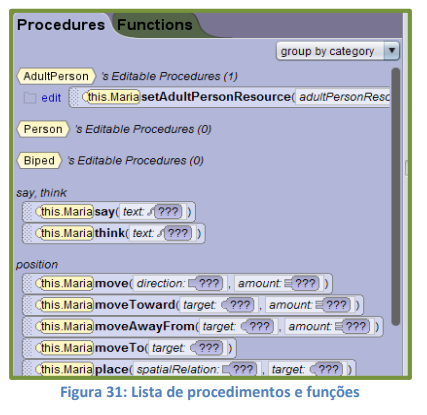 Procedures Functions
group by category
AdultPerson 's Editable Procedures (1)
edit this.Maria setAdultPersonResource( adultPersonReso
Person 's Editable Procedures (0)
Biped 's Editable Procedures (0)
say, think
this.Maria say( text: ??? )
this.Maria think( text: ??? )
position
this.Maria move( direction: ??? , amount: ??? )
this.Maria moveToward( target: ??? , amount: ??? )
this.Maria moveAwayFrom( target: ??? , amount: ??? )
this.Maria moveTo( target: ??? )
this.Maria place( spatialRelation: ??? , target: ??? )
Figura 31: Lista de procedimentos e funções